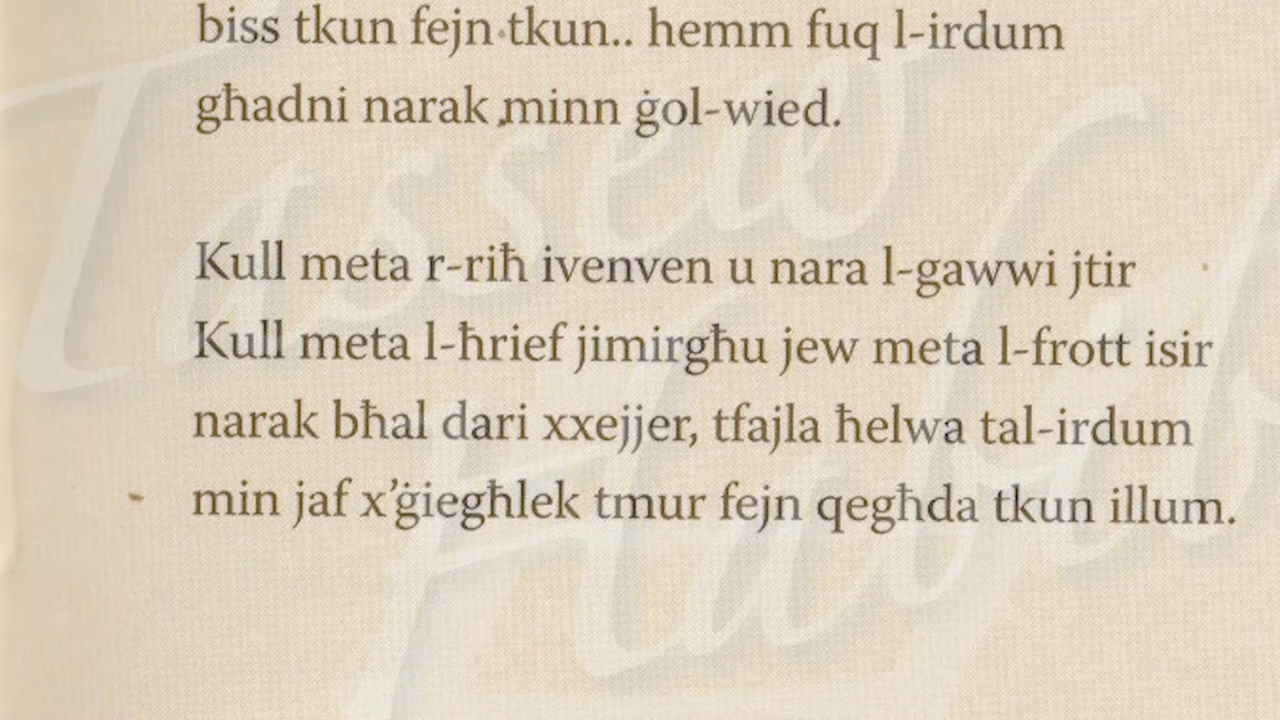 biss tkun fejn tkun.. hemm fuq l-irdum
għadni narak minn ġol-wied.
Kull meta r-riħ ivenven u nara l-gawwi jtir
Kull meta l-ħrief jimirgħu jew meta l-frott isir
narak bħal dari xxejjer, tfajla ħelwa tal-irdum
min jaf x'ġiegħlek tmur fejn qegħda tkun illum.
Tassew Ħabib